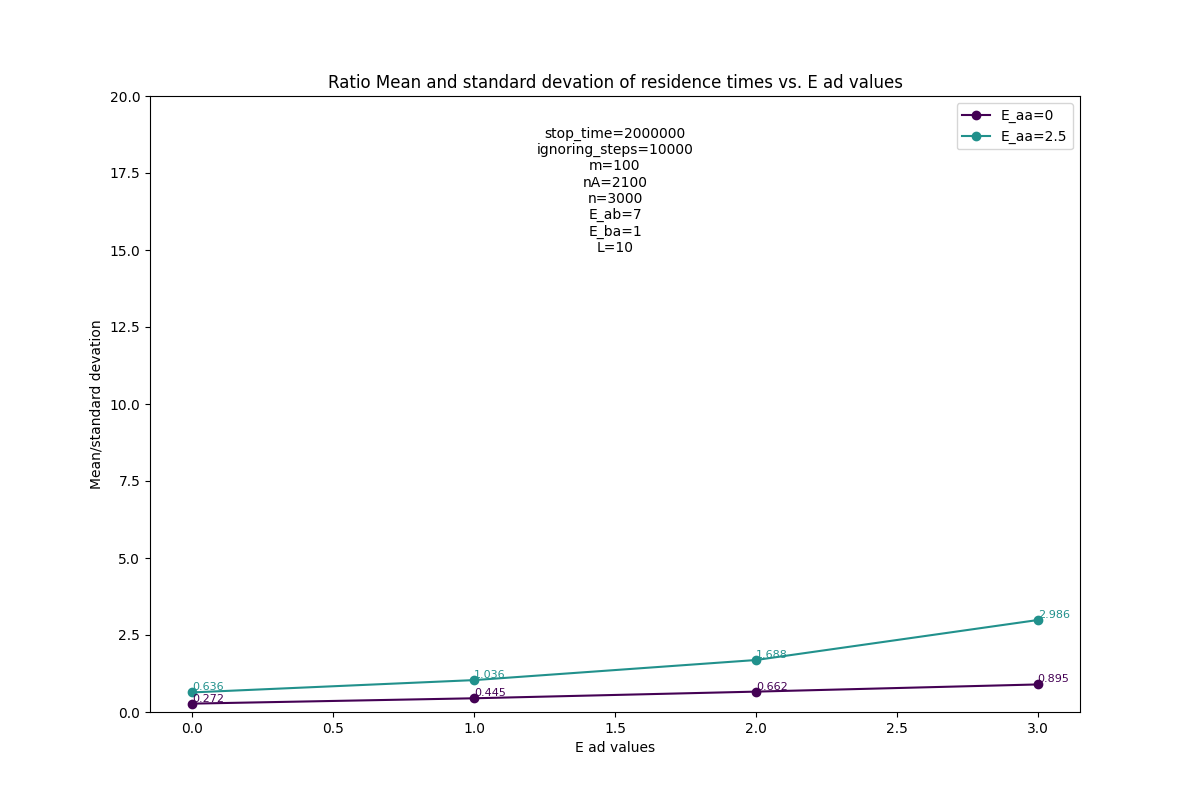 Ratio Mean and standard devation of residence times vs. E ad values
20.0
17.5
15.0
12.5
10.0
7.5
5.0
2.5
0.0
Mean/standard devation
stop_time=2000000
ignoring_steps=10000
m=100
nA=2100
n=3000
E_ab=7
E_ba=1
L=10
E_aa=0
E_aa=2.5
0.636
1.036
1.688
2.986
0.272
0.445
0.662
0.895
0.0
0.5
1.0
1.5
2.0
2.5
3.0
E ad values